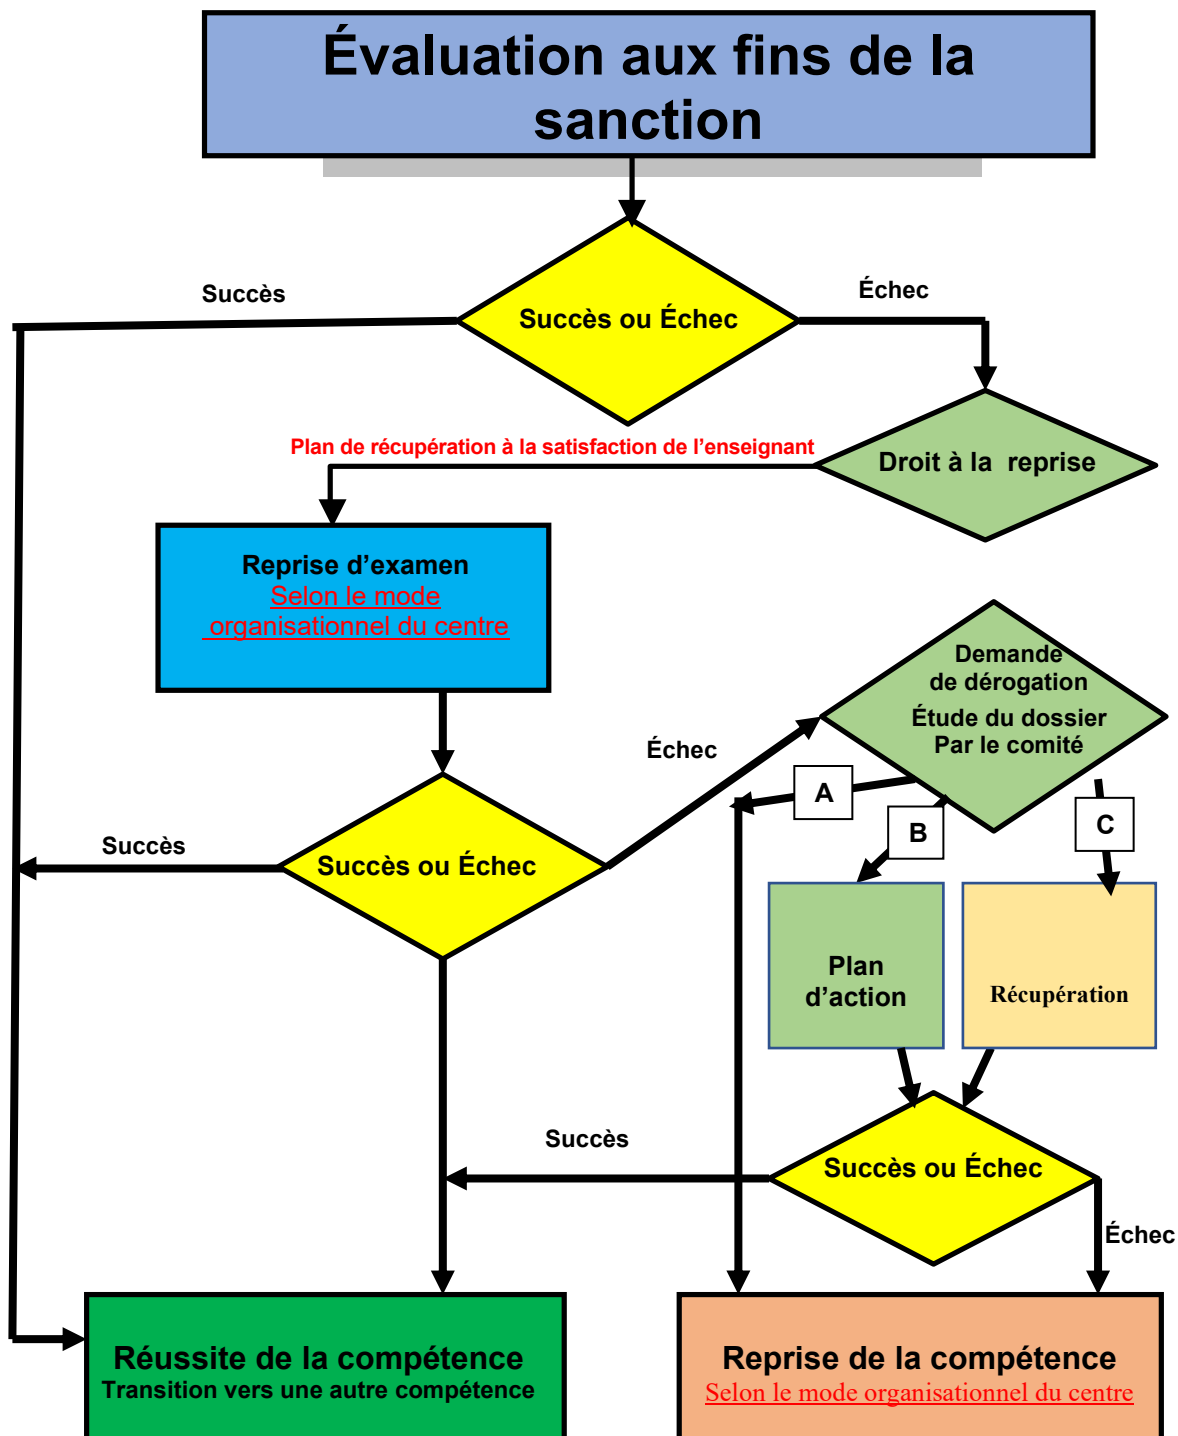 Évaluation aux fins de la
sanction
Succès
Échec
Succès ou Échec
Plan de récupération à la satisfaction de l’enseignant
Droit à la reprise
Reprise d’examen
Selon le mode
organisationnel du centre
Demande
de dérogation
Étude du dossier
Par le comité
Échec
A
B
C
Succès
Succès ou Échec
Plan
d’action
Récupération
Succès
Succès ou Échec
Échec
Réussite de la compétence
Transition vers une autre compétence
Reprise de la compétence
Selon le mode organisationnel du centre